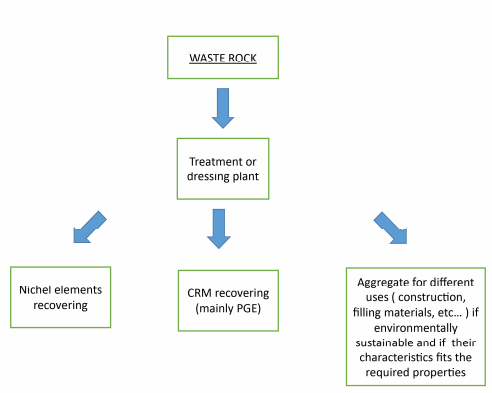 WASTE ROCK
Treatment or
dressing plant
Nichel elements
recovering
CRM recovering
(mainly PGE)
Aggregate for different
uses ( construction,
filling materials, etc... ) if
environmentally
sustainable and if  their
characteristics fits the
required properties